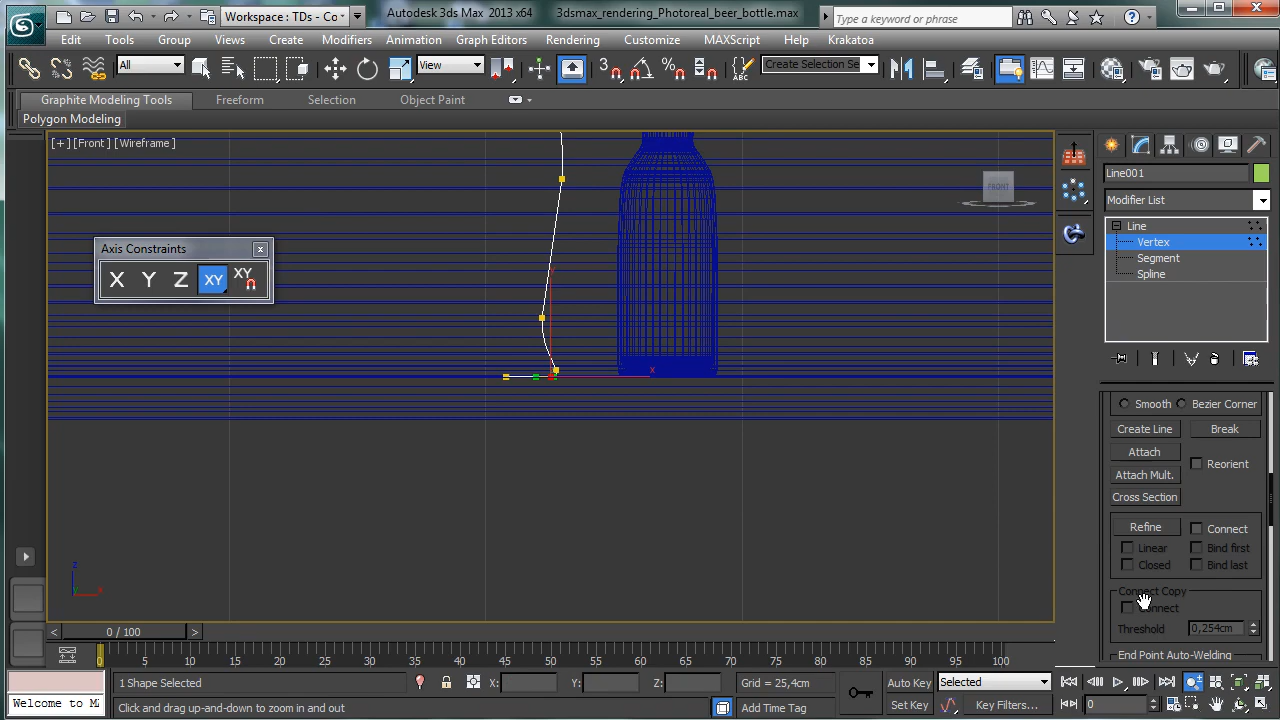 Workspace : TDs - Co
Autodesk 3ds Max 2013 x64
3dsmax_rendering_Photoreal_beer_bottle.max
Type a keyword or phrase
Edit Tools Group Views Create Modifiers Animation Graph Editors Rendering Customize MAXScript Help Krakatoa
All
View
Create Selection Se
Graphite Modeling Tools Freeform Selection Object Paint
Polygon Modeling
[+] [Front ] [Wireframe ]
FRONT
Axis Constraints
X Y Z XY XY
x
z
x
Line001
Modifier List
Line
Vertex
Segment
Spline
Smooth Bezier Corner
Create Line Break
Attach
Reorient
Attach Mult.
Cross Section
Refine Connect
Linear Bind first
Closed Bind last
Connect Copy
Connect
Threshold 0,254cm
End Point Auto-Welding
0 / 100
0 5 10 15 20 25 30 35 40 45 50 55 60 65 70 75 80 85 90 95 100
1 Shape Selected
X: Y: Z:
Grid = 25,4cm
Auto Key Selected
Welcome to MA
Click and drag up-and-down to zoom in and out
Add Time Tag
Set Key Key Filters...
0